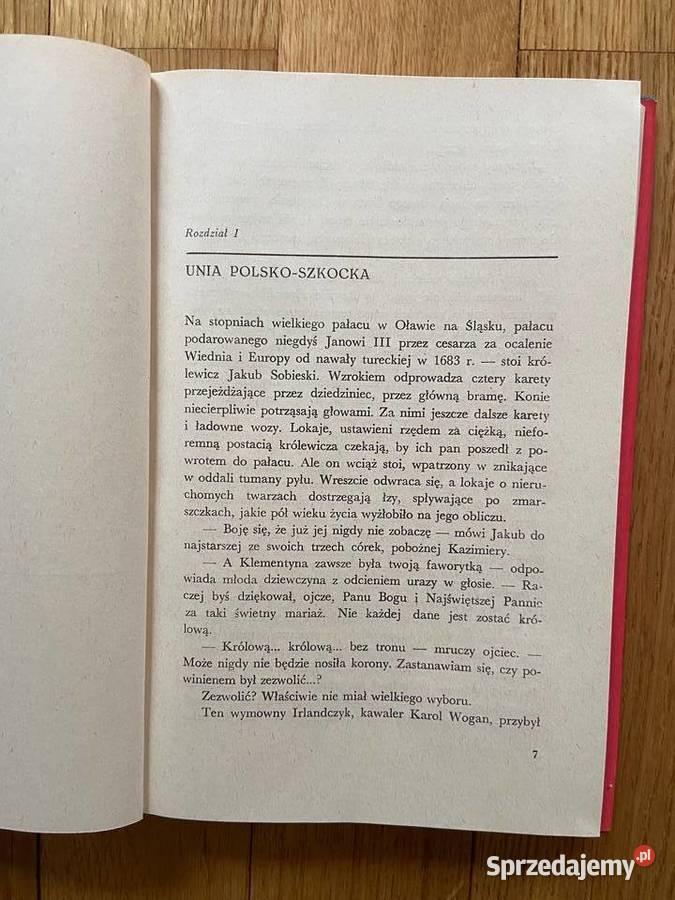 Rozdział I
UNIA POLSKO-SZKOCKA
Na stopniach wielkiego pałacu w Oławie na Śląsku, pałacu
podarowanego niegdyś Janowi III przez cesarza za ocalenie
Wiednia i Europy od nawały tureckiej w 1683 r. — stoi kró-
lewicz Jakub Sobieski. Wzrokiem odprowadza cztery karety
przejeżdżające przez dziedziniec, przez główną bramę. Konie
niecierpliwie potrząsają głowami. Za nimi jeszcze dalsze karety
i ładowne wozy. Lokaje, ustawieni rzędem za ciężką, niefo-
remną postacią królewicza czekają, by ich pan poszedł z po-
wrotem do pałacu. Ale on wciąż stoi, wpatrzony w znikające
w oddali tumany pyłu. Wreszcie odwraca się, a lokaje o nieru-
chomych twarzach dostrzegają łzy, spływające po zmar-
szczkach, jakie pół wieku życia wyżłobiło na jego obliczu.
— Boję się, że już jej nigdy nie zobaczę — mówi Jakub do
najstarszej ze swoich trzech córek, pobożnej Kazimiery.
— A Klementyna zawsze była twoją faworytką — odpo-
wiada młoda dziewczyna z odcieniem urazy w głosie. — Ra-
czej byś dziękował, ojcze, Panu Bogu i Najświętszej Pannie
za taki świetny mariaż. Nie każdej dane jest zostać kró-
lową.
— Królową... królową... bez tronu — mruczy ojciec. —
Może nigdy nie będzie nosiła korony. Zastanawiam się, czy po-
winienem był zezwolić...?
Zezwolić? Właściwie nie miał wielkiego wyboru.
Ten wymowny Irlandczyk, kawaler Karol Wogan, przybył
7
Sprzedajemy.pl